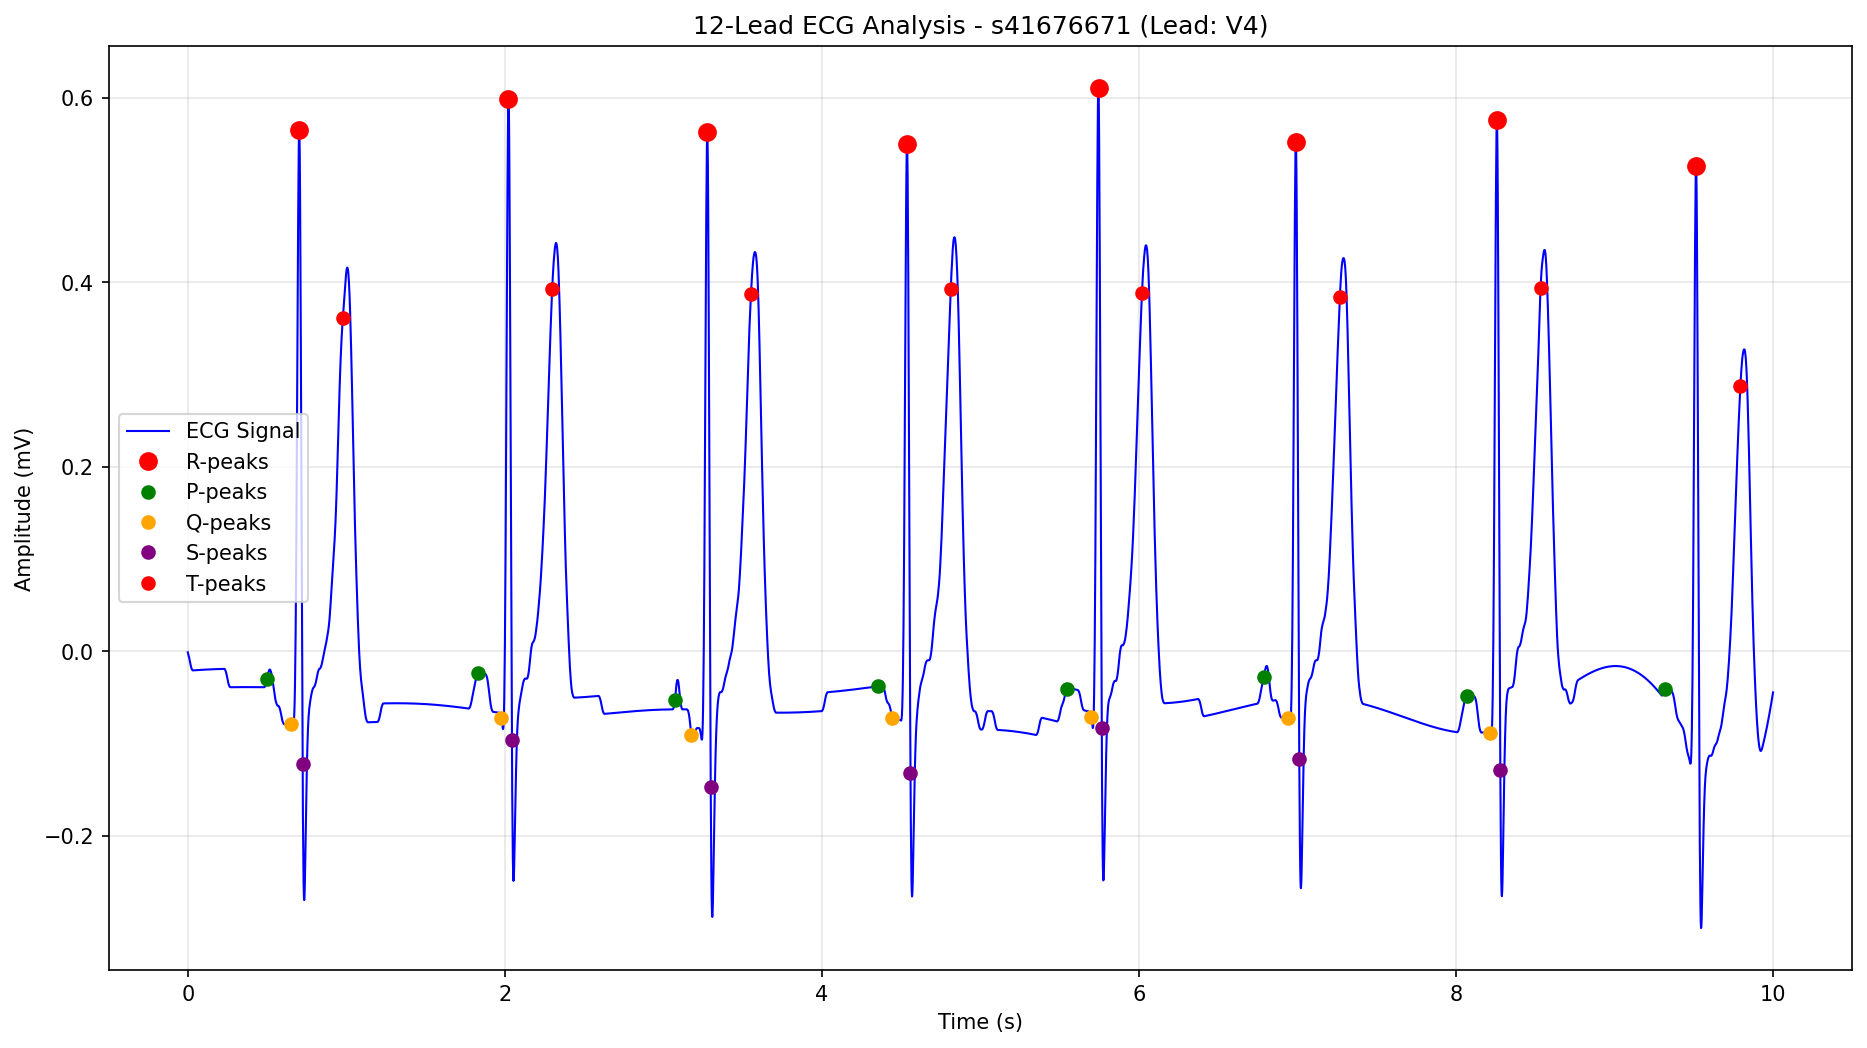 12-Lead ECG Analysis - s41676671 (Lead: V4)
0.6
0.4
0.2
0.0
−0.2
Amplitude (mV)
ECG Signal
R-peaks
P-peaks
Q-peaks
S-peaks
T-peaks
0 2 4 6 8 10
Time (s)